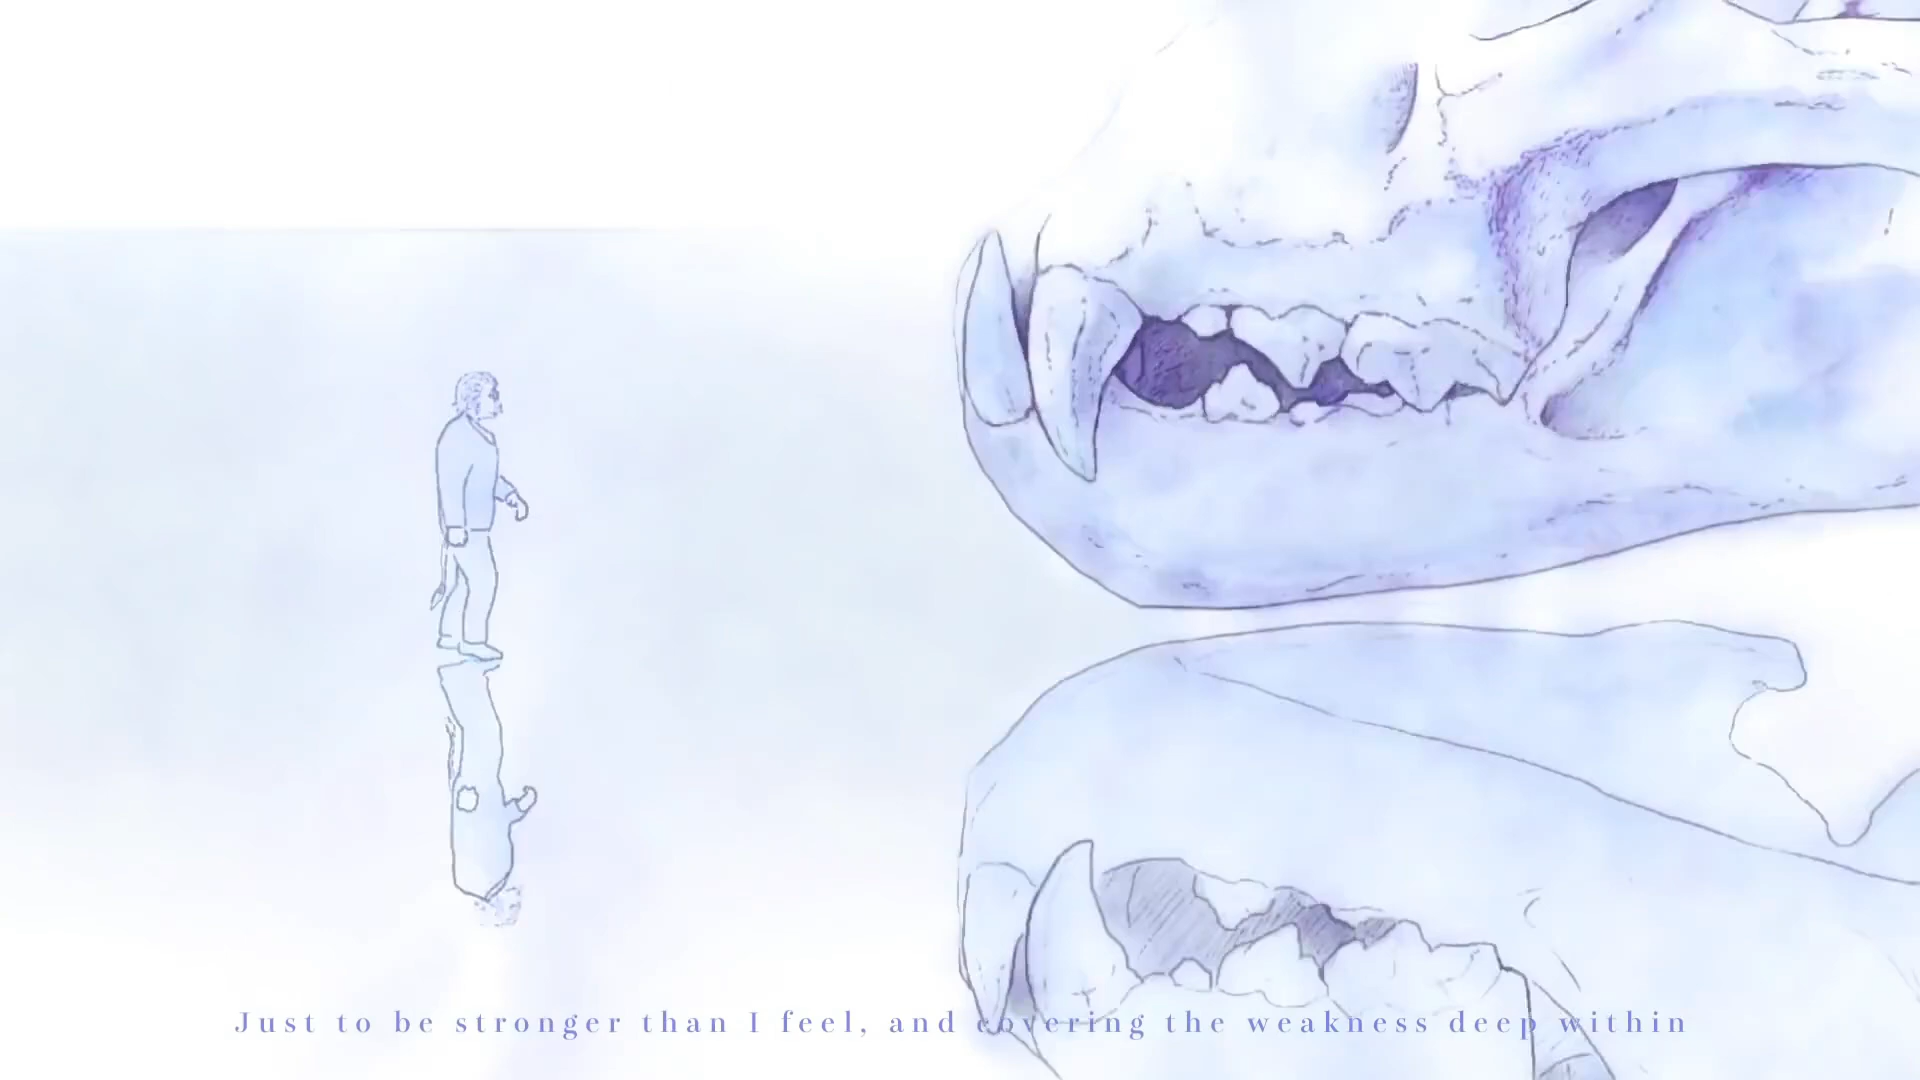 Just to be stronger than I feel, and covering the weakness deep within